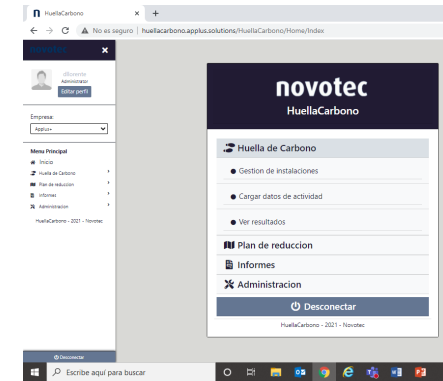 HuellaCarbono
No es seguro | huellacarbono.applus.solutions/HuellaCarbono/Home/Index
novotec
dllorente
Administrator
Editar perfil
Empresa:
Applus+
Menu Principal
Inicio
Huella de Carbono
Plan de reduccion
Informes
Administracion
HuellaCarbono - 2021 - Novotec
Desconectar
novotec
HuellaCarbono
Huella de Carbono
Gestion de instalaciones
Cargar datos de actividad
Ver resultados
Plan de reduccion
Informes
Administracion
Desconectar
HuellaCarbono - 2021 - Novotec
Escribe aquí para buscar